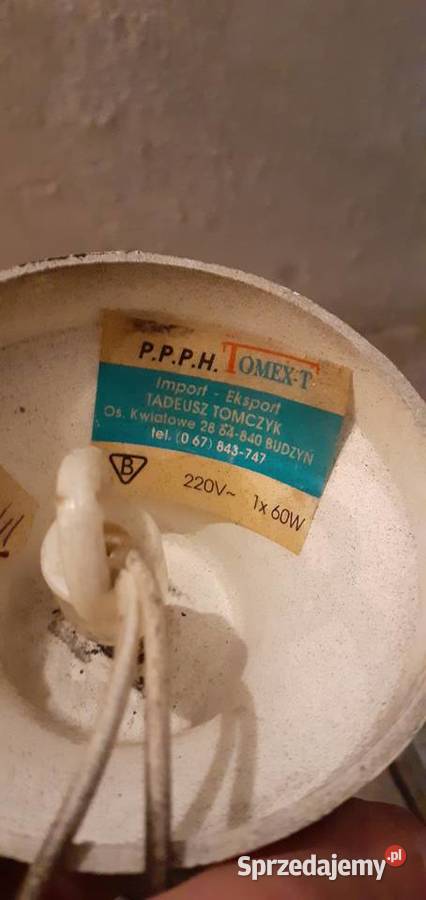 P.P.P.H. TOMEX-T
Import - Eksport
TADEUSZ TOMCZYK
Os. Kwiatowe 28 64-840 BUDZYŃ
tel. (0 67) 843-747
B
220V~ 1x 60W
Sprzedajemy.pl